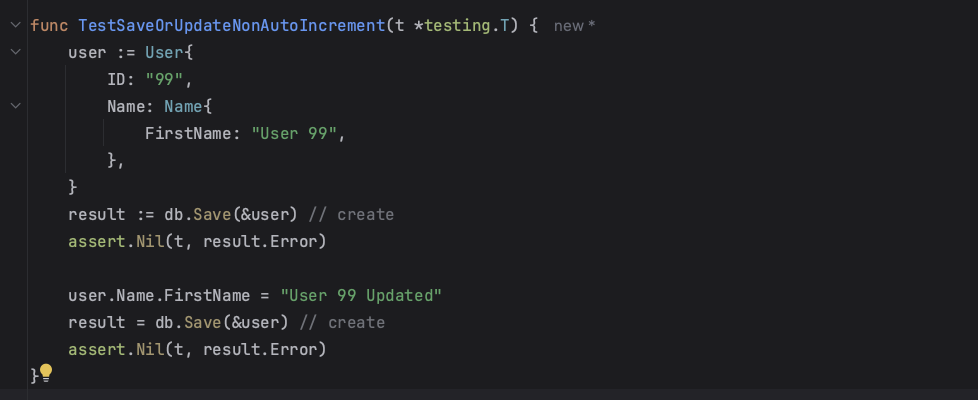 func TestSaveOrUpdateNonAutoIncrement(t *testing.T) { new *
    user := User{
        ID: "99",
        Name: Name{
            FirstName: "User 99",
        },
    }
    result := db.Save(&user) // create
    assert.Nil(t, result.Error)

    user.Name.FirstName = "User 99 Updated"
    result = db.Save(&user) // create
    assert.Nil(t, result.Error)
}